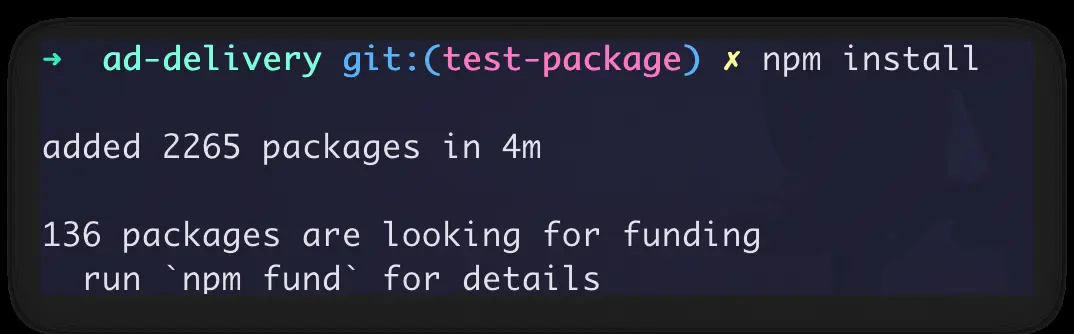 ➜  ad-delivery git:(test-package) ✗ npm install
added 2265 packages in 4m
136 packages are looking for funding
  run `npm fund` for details